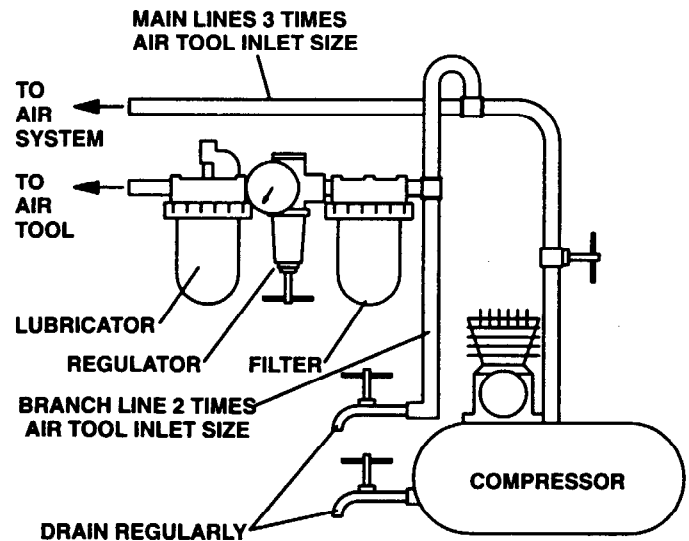 MAIN LINES 3 TIMES
AIR TOOL INLET SIZE
TO
AIR
SYSTEM
TO
AIR
TOOL
LUBRICATOR
REGULATOR
FILTER
BRANCH LINE 2 TIMES
AIR TOOL INLET SIZE
COMPRESSOR
DRAIN REGULARLY